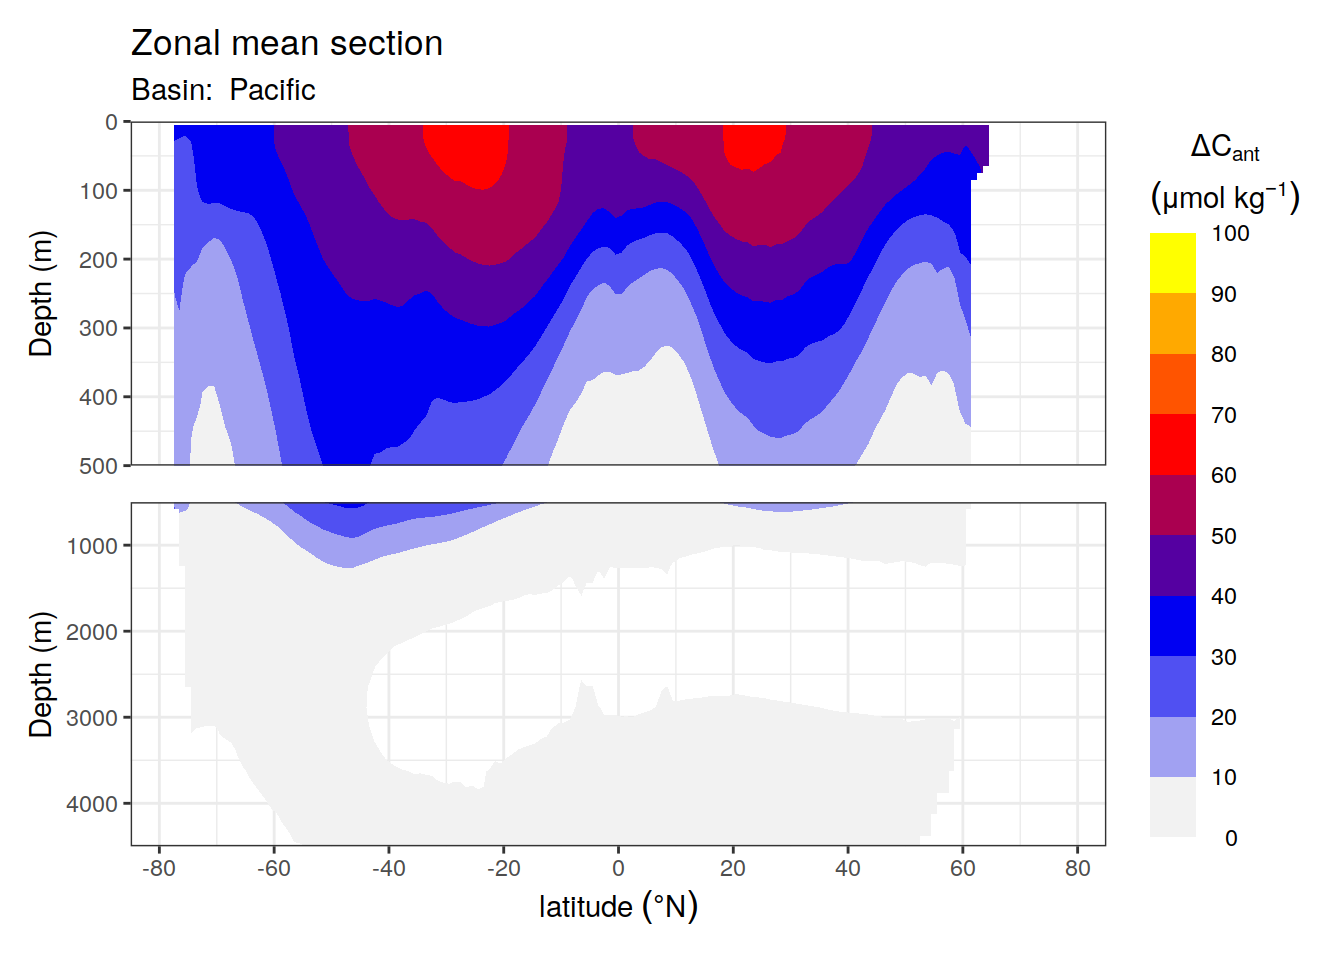 Zonal mean section
Basin:  Pacific
0
100
200
300
400
500
Depth (m)
1000
2000
3000
4000
Depth (m)
-80 -60 -40 -20 0 20 40 60 80
latitude (°N)
ΔCant
(µmol kg⁻¹)
100
90
80
70
60
50
40
30
20
10
0